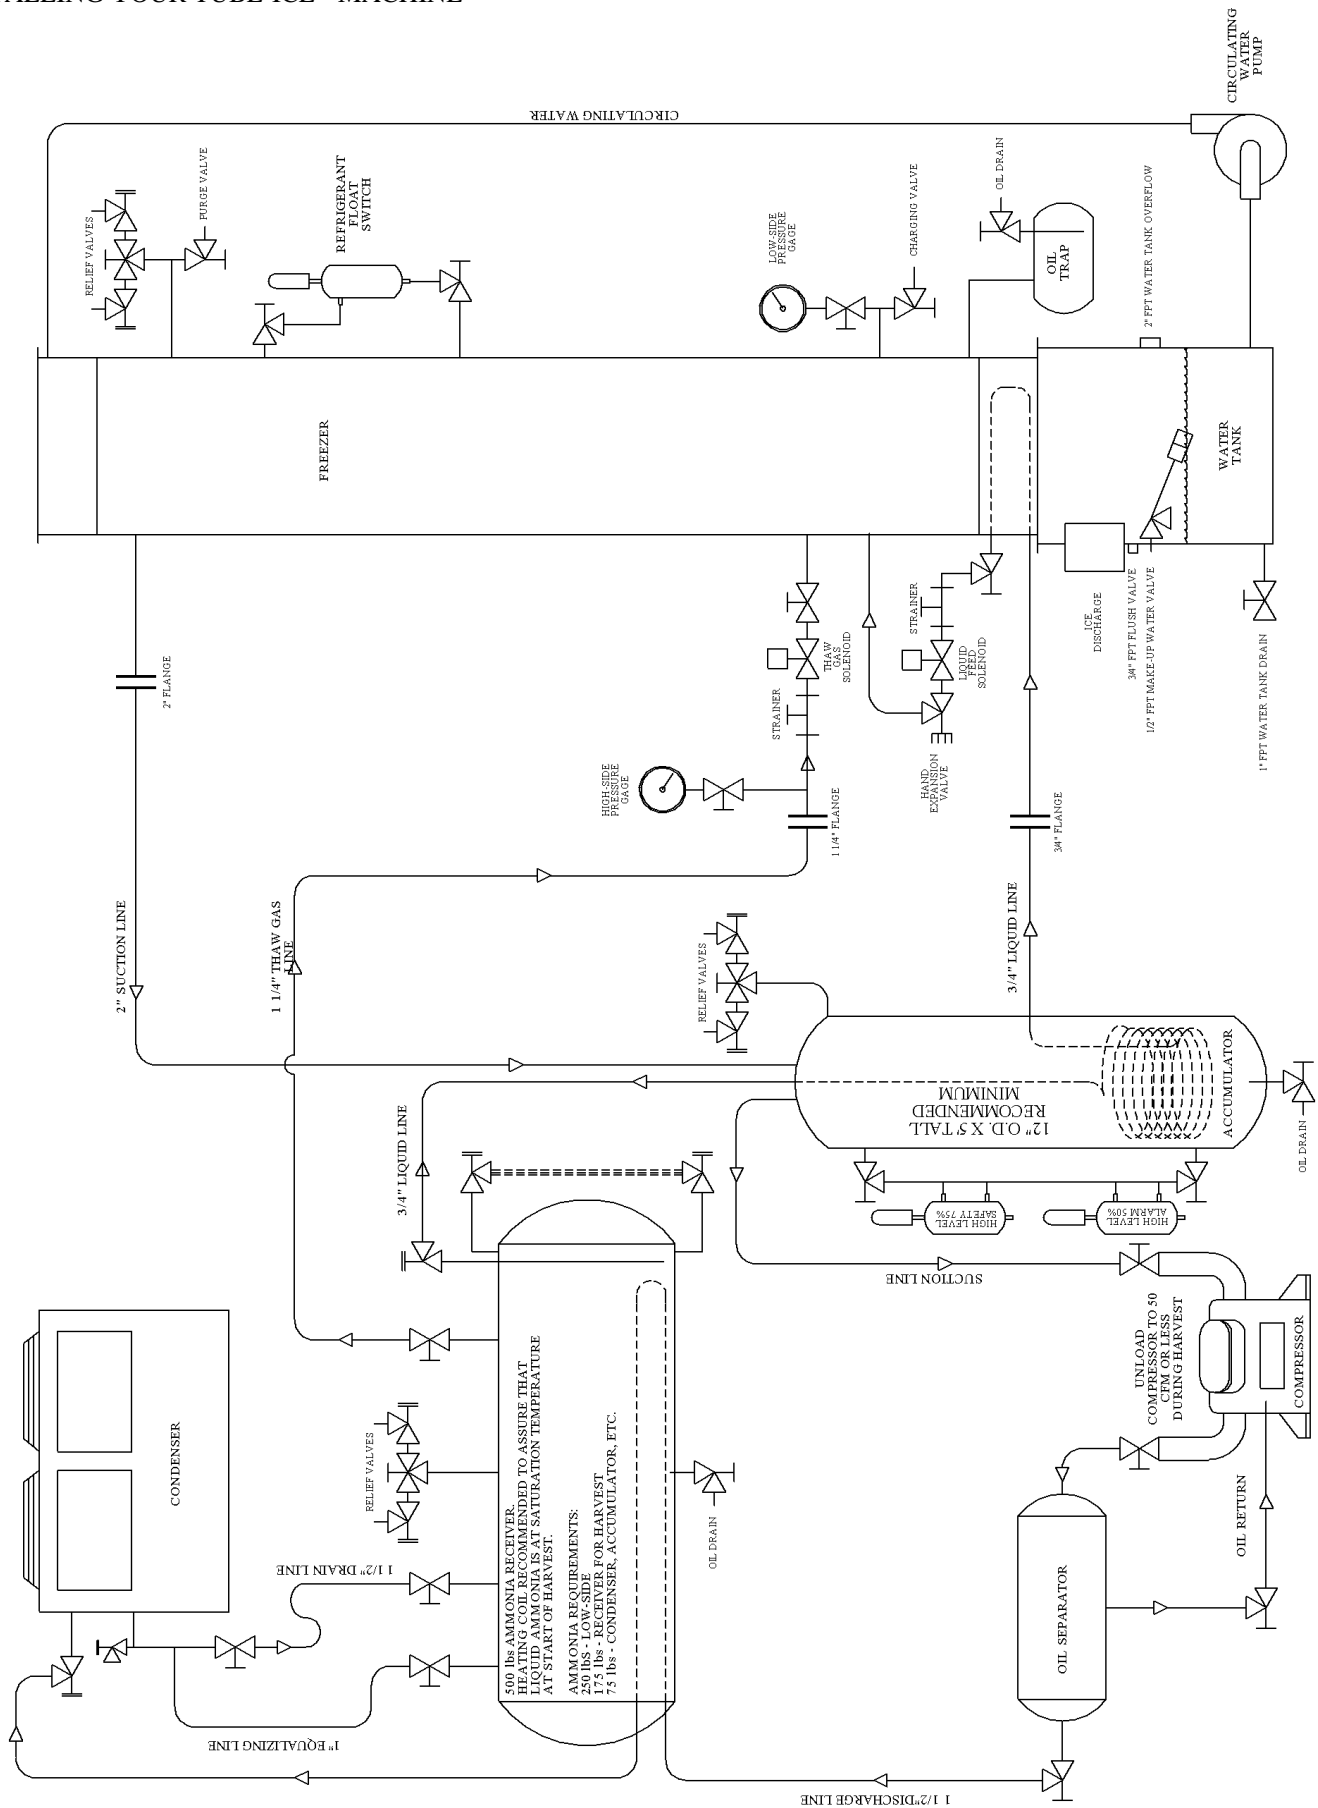 ALLING YOUR TUBE ICE® MACHINE
CIRCULATING
WATER
PUMP
CIRCULATING WATER
RELIEF VALVES
PURGE VALVE
REFRIGERANT
FLOAT
SWITCH
LOW-SIDE
PRESSURE
GAGE
CHARGING VALVE
OIL DRAIN
OIL
TRAP
2" FPT WATER TANK OVERFLOW
FREEZER
WATER
TANK
2" FLANGE
STRAINER
THAW
GAS
SOLENOID
STRAINER
LIQUID
FEED
SOLENOID
HAND
EXPANSION
VALVE
HIGH-SIDE
PRESSURE
GAGE
1 1/4" FLANGE
3/4" FLANGE
ICE
DISCHARGE
3/4" FPT FLUSH VALVE
1/2" FPT MAKE-UP WATER VALVE
1" FPT WATER TANK DRAIN
2" SUCTION LINE
1 1/4" THAW GAS
LINE
3/4" LIQUID LINE
RELIEF VALVES
12" O.D. X 5' TALL
RECOMMENDED
MINIMUM
ACCUMULATOR
OIL DRAIN
3/4" LIQUID LINE
HIGH LEVEL
SAFETY 75%
HIGH LEVEL
ALARM 50%
SUCTION LINE
CONDENSER
RELIEF VALVES
1 1/2" DRAIN LINE
1" EQUALIZING LINE
500 lbs AMMONIA RECEIVER.
HEATING COIL RECOMMENDED TO ASSURE THAT
LIQUID AMMONIA IS AT SATURATION TEMPERATURE
AT START OF HARVEST.
AMMONIA REQUIREMENTS:
250 lbS - LOW-SIDE
175 lbs - RECEIVER FOR HARVEST
75 lbs - CONDENSER, ACCUMULATOR, ETC.
OIL DRAIN
UNLOAD
COMPRESSOR TO 50
CFM OR LESS
DURING HARVEST
COMPRESSOR
OIL RETURN
OIL SEPARATOR
1 1/2"DISCHARGE LINE